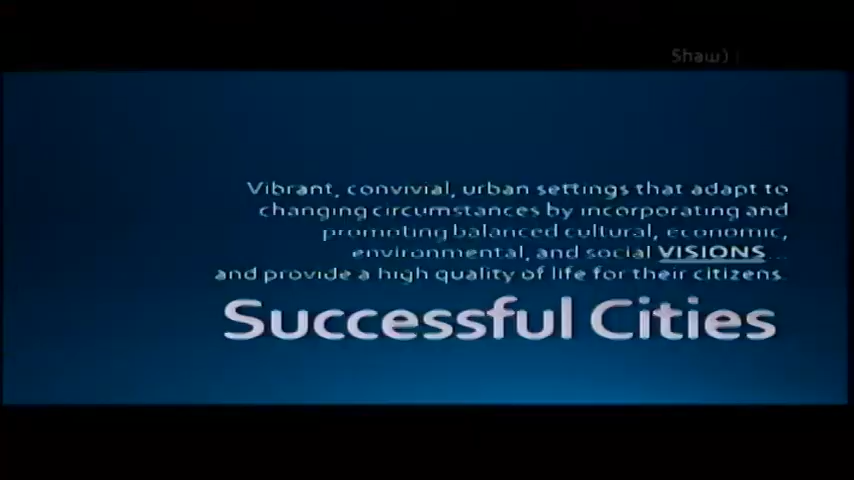 Shaw)
Vibrant, convivial, urban settings that adapt to
changing circumstances by incorporating and
promoting balanced cultural, economic,
environmental, and social VISIONS...
and provide a high quality of life for their citizens.
Successful Cities